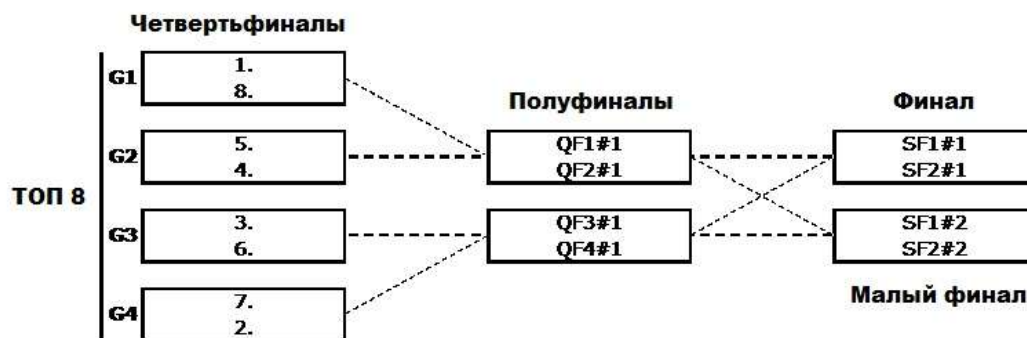 Четвертьфиналы
ТОП 8
G1
1.
8.
G2
5.
4.
G3
3.
6.
G4
7.
2.
Полуфиналы
QF1#1
QF2#1
QF3#1
QF4#1
Финал
SF1#1
SF2#1
SF1#2
SF2#2
Малый финал